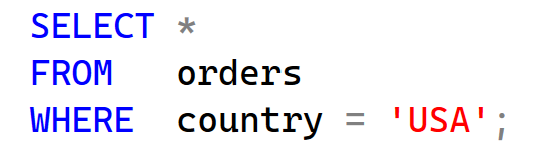 SELECT *
FROM   orders
WHERE  country = 'USA';